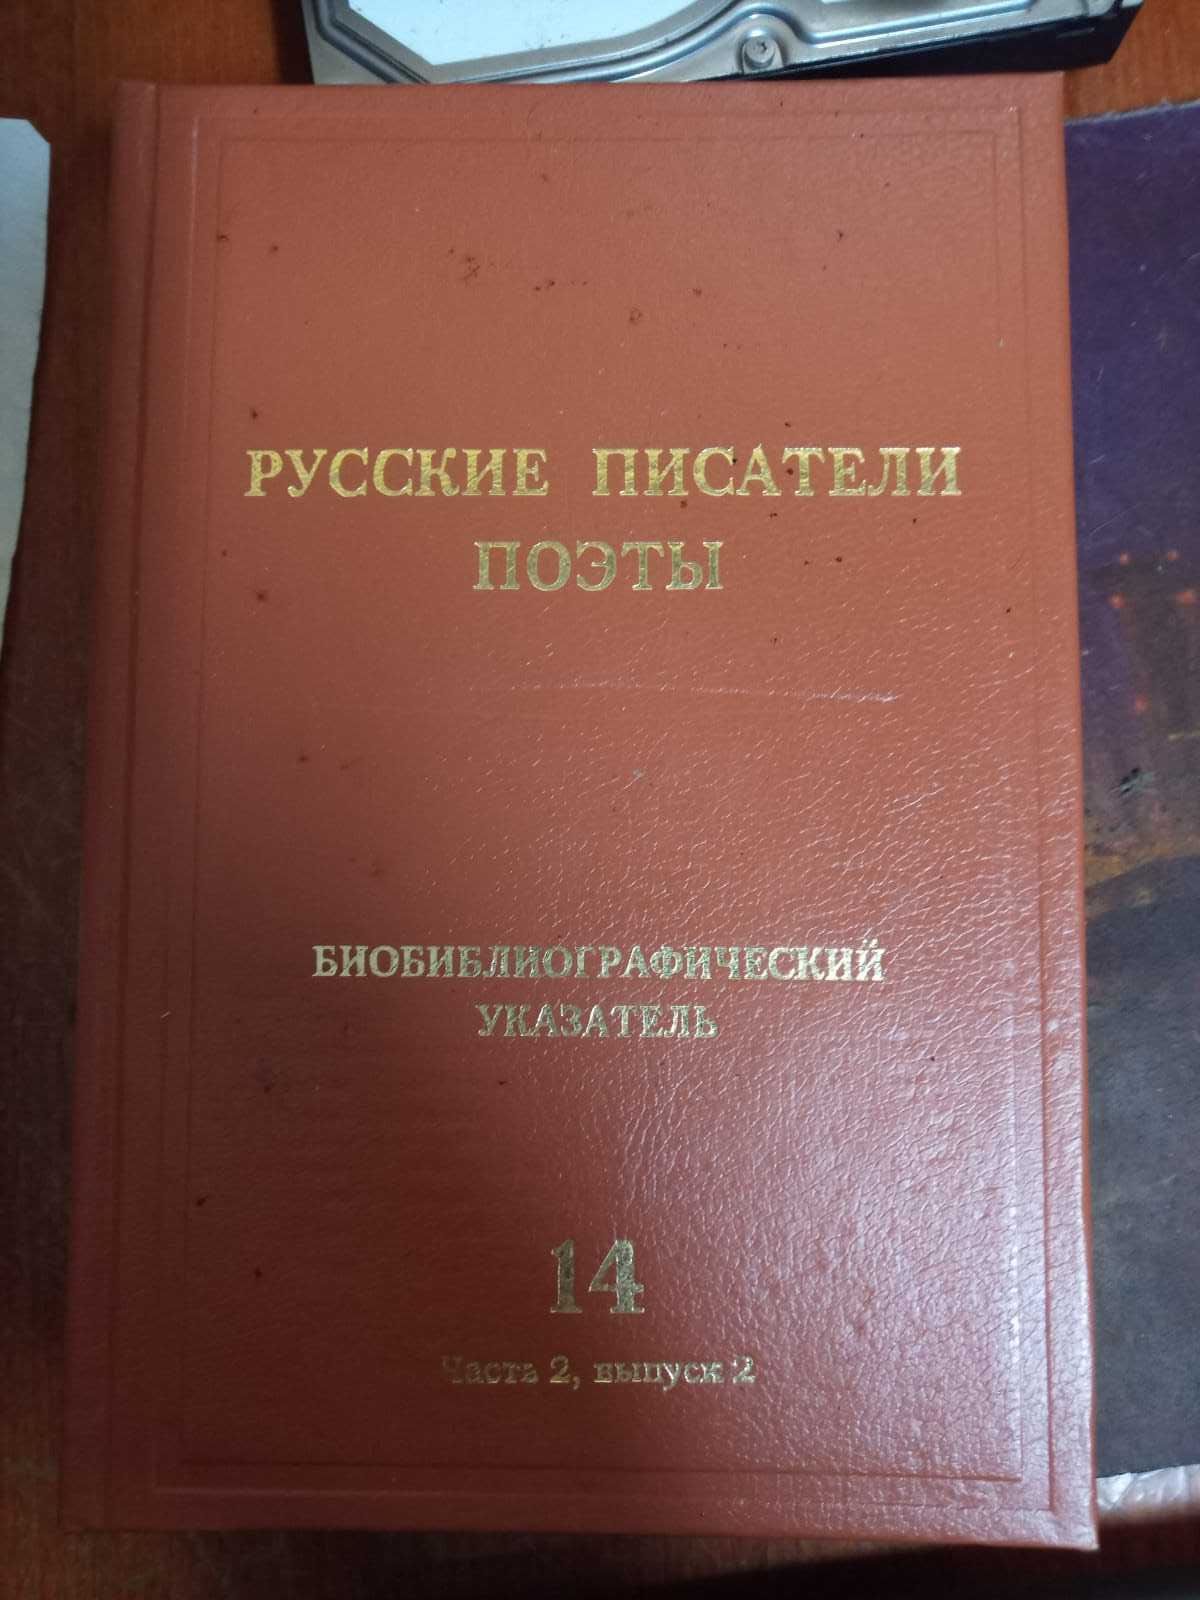 РУССКИЕ ПИСАТЕЛИ
ПОЭТЫ
БИОБИБЛИОГРАФИЧЕСКИЙ
УКАЗАТЕЛЬ
14
Часть 2, выпуск 2